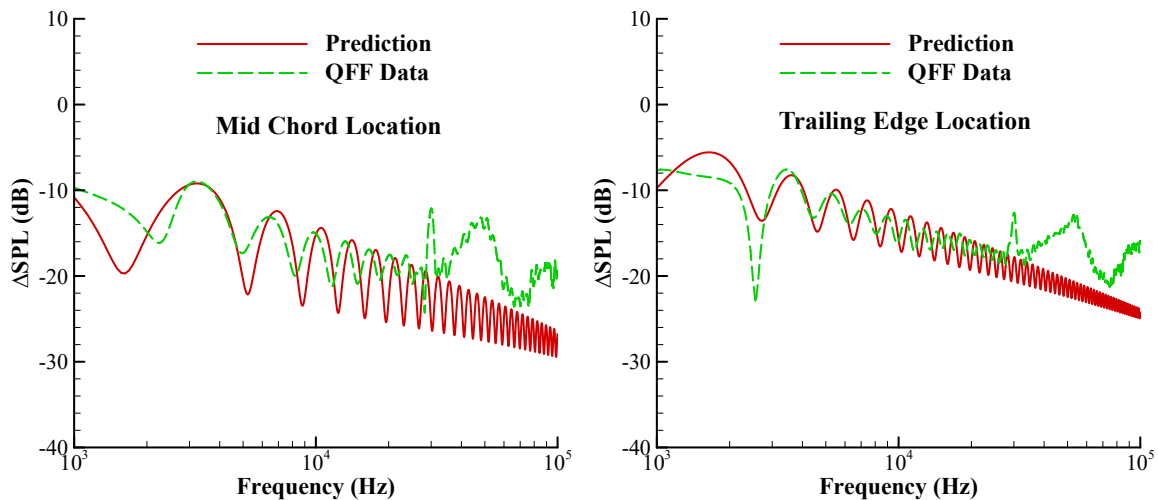 10
Prediction
QFF Data
0
Mid Chord Location
-10
ΔSPL (dB)
-20
-30
-40
10³
10⁴
10⁵
Frequency (Hz)
10
Prediction
QFF Data
0
Trailing Edge Location
-10
ΔSPL (dB)
-20
-30
-40
10³
10⁴
10⁵
Frequency (Hz)